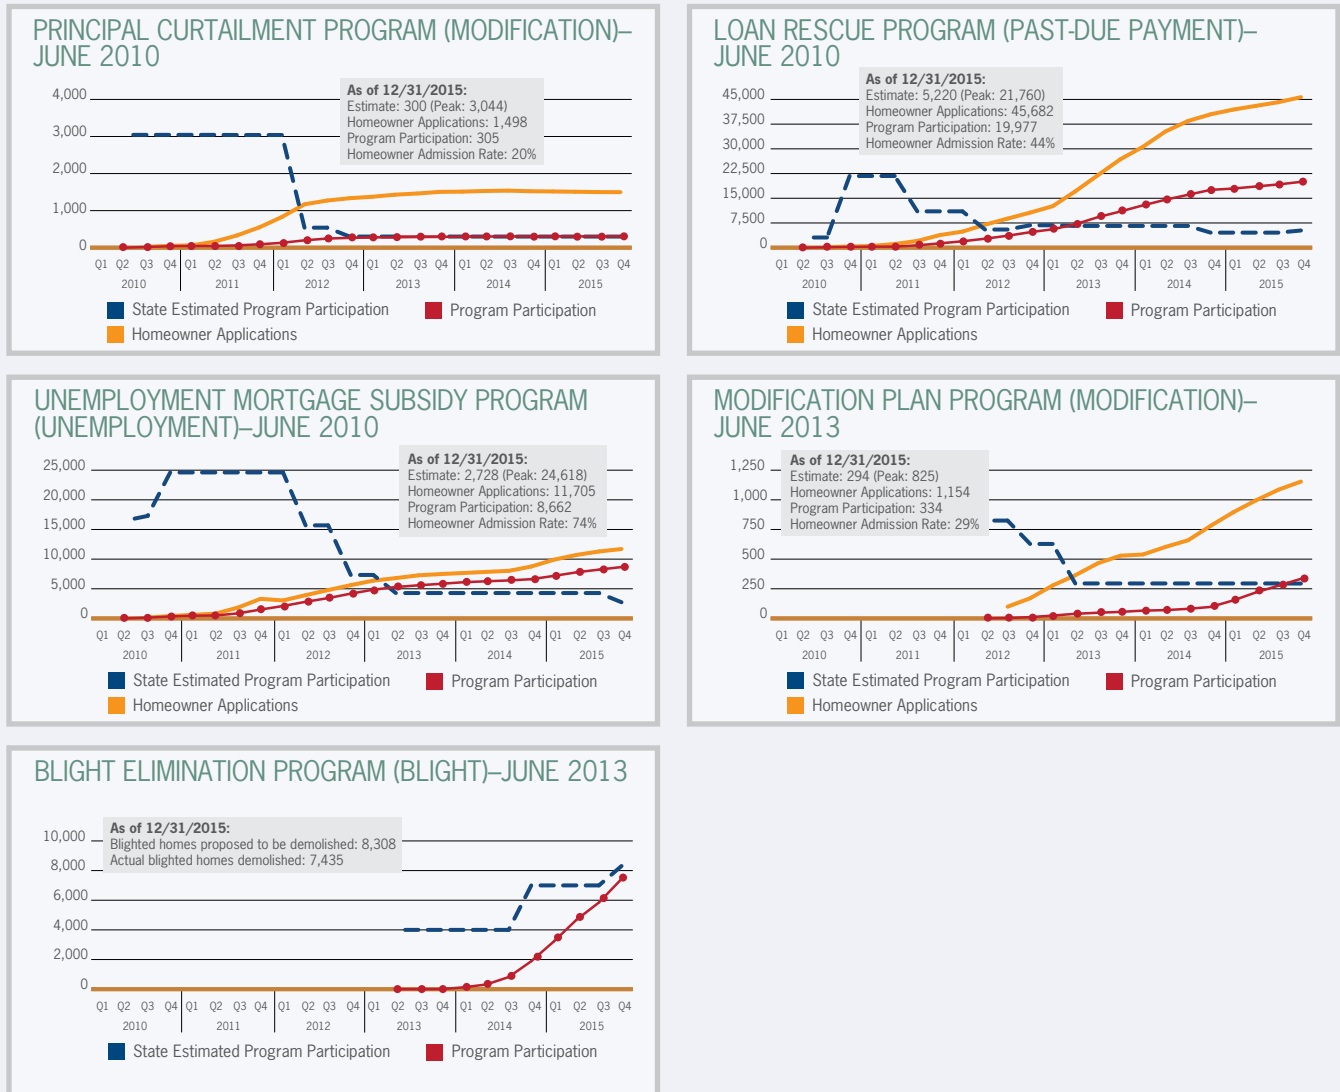 PRINCIPAL CURTAILMENT PROGRAM (MODIFICATION)–
JUNE 2010
As of 12/31/2015:
Estimate: 300 (Peak: 3,044)
Homeowner Applications: 1,498
Program Participation: 305
Homeowner Admission Rate: 20%
4,000
3,000
2,000
1,000
0
Q1 Q2 Q3 Q4 Q1 Q2 Q3 Q4 Q1 Q2 Q3 Q4 Q1 Q2 Q3 Q4 Q1 Q2 Q3 Q4 Q1 Q2 Q3 Q4
2010 2011 2012 2013 2014 2015
State Estimated Program Participation Program Participation
Homeowner Applications
LOAN RESCUE PROGRAM (PAST-DUE PAYMENT)–
JUNE 2010
As of 12/31/2015:
Estimate: 5,220 (Peak: 21,760)
Homeowner Applications: 45,682
Program Participation: 19,977
Homeowner Admission Rate: 44%
45,000
37,500
30,000
22,500
15,000
7,500
0
Q1 Q2 Q3 Q4 Q1 Q2 Q3 Q4 Q1 Q2 Q3 Q4 Q1 Q2 Q3 Q4 Q1 Q2 Q3 Q4 Q1 Q2 Q3 Q4
2010 2011 2012 2013 2014 2015
State Estimated Program Participation Program Participation
Homeowner Applications
UNEMPLOYMENT MORTGAGE SUBSIDY PROGRAM
(UNEMPLOYMENT)–JUNE 2010
As of 12/31/2015:
Estimate: 2,728 (Peak: 24,618)
Homeowner Applications: 11,705
Program Participation: 8,662
Homeowner Admission Rate: 74%
25,000
20,000
15,000
10,000
5,000
0
Q1 Q2 Q3 Q4 Q1 Q2 Q3 Q4 Q1 Q2 Q3 Q4 Q1 Q2 Q3 Q4 Q1 Q2 Q3 Q4 Q1 Q2 Q3 Q4
2010 2011 2012 2013 2014 2015
State Estimated Program Participation Program Participation
Homeowner Applications
MODIFICATION PLAN PROGRAM (MODIFICATION)–
JUNE 2013
As of 12/31/2015:
Estimate: 294 (Peak: 825)
Homeowner Applications: 1,154
Program Participation: 334
Homeowner Admission Rate: 29%
1,250
1,000
750
500
250
0
Q1 Q2 Q3 Q4 Q1 Q2 Q3 Q4 Q1 Q2 Q3 Q4 Q1 Q2 Q3 Q4 Q1 Q2 Q3 Q4 Q1 Q2 Q3 Q4
2010 2011 2012 2013 2014 2015
State Estimated Program Participation Program Participation
Homeowner Applications
BLIGHT ELIMINATION PROGRAM (BLIGHT)–JUNE 2013
As of 12/31/2015:
Blighted homes proposed to be demolished: 8,308
Actual blighted homes demolished: 7,435
10,000
8,000
6,000
4,000
2,000
0
Q1 Q2 Q3 Q4 Q1 Q2 Q3 Q4 Q1 Q2 Q3 Q4 Q1 Q2 Q3 Q4 Q1 Q2 Q3 Q4 Q1 Q2 Q3 Q4
2010 2011 2012 2013 2014 2015
State Estimated Program Participation Program Participation